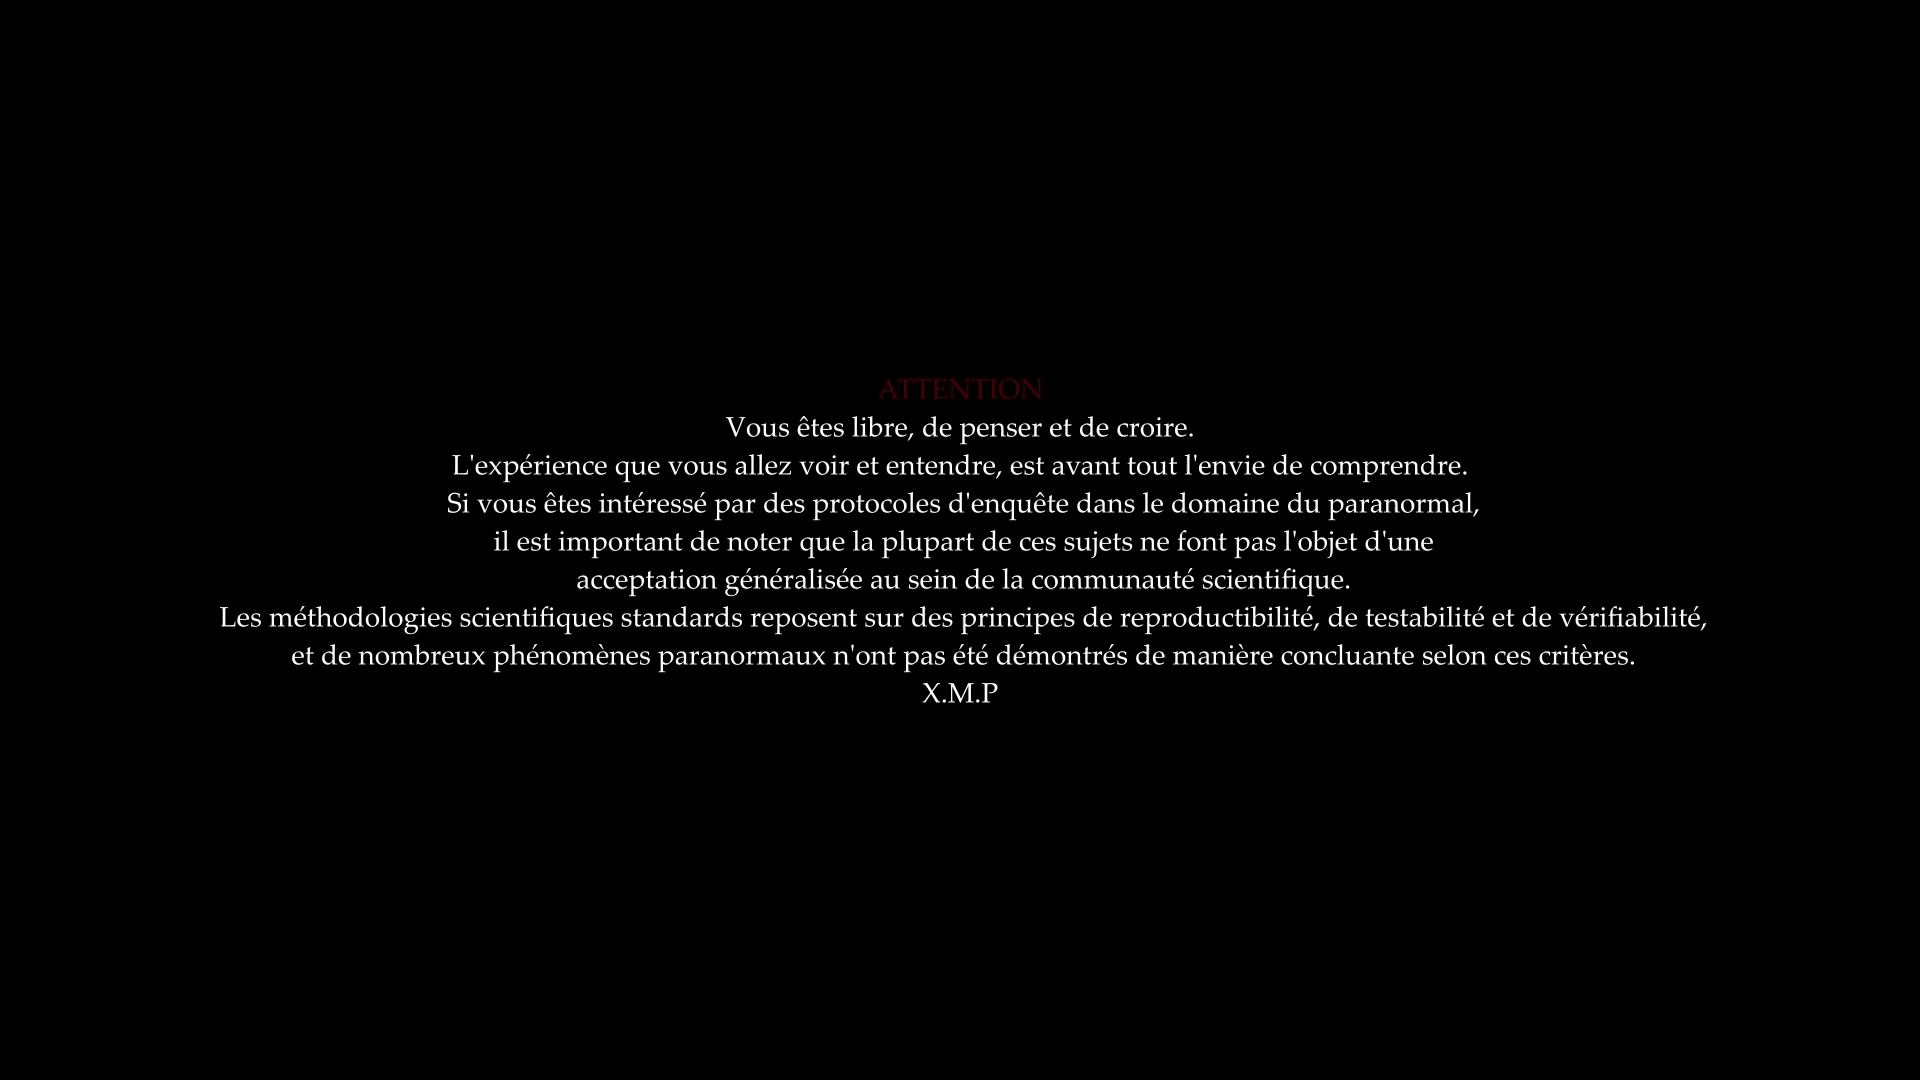 ATTENTION
Vous êtes libre, de penser et de croire.
L'expérience que vous allez voir et entendre, est avant tout l'envie de comprendre.
Si vous êtes intéressé par des protocoles d'enquête dans le domaine du paranormal,
il est important de noter que la plupart de ces sujets ne font pas l'objet d'une
acceptation généralisée au sein de la communauté scientifique.
Les méthodologies scientifiques standards reposent sur des principes de reproductibilité, de testabilité et de vérifiabilité,
et de nombreux phénomènes paranormaux n'ont pas été démontrés de manière concluante selon ces critères.
X.M.P